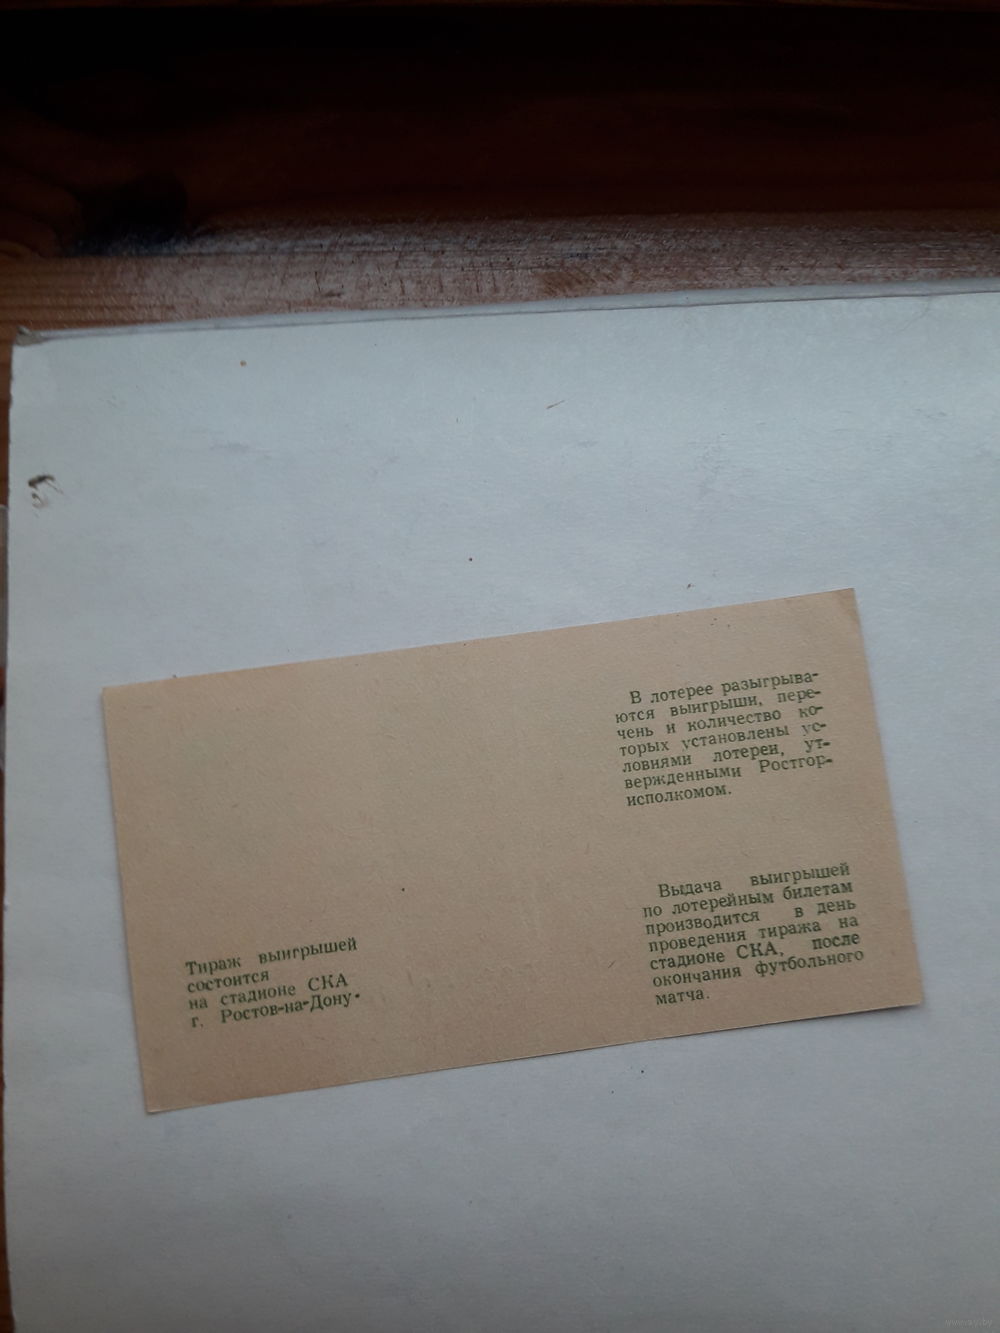 В лотерее разыгрыва-
ются выигрыши, пере-
чень и количество ко-
торых установлены ус-
ловиями лотереи, ут-
вержденными Ростгор-
исполкомом.
Выдача выигрышей
по лотерейным билетам
производится в день
проведения тиража на
стадионе СКА, после
окончания футбольного
матча.
Тираж выигрышей
состоится
на стадионе СКА
г. Ростов-на-Дону.